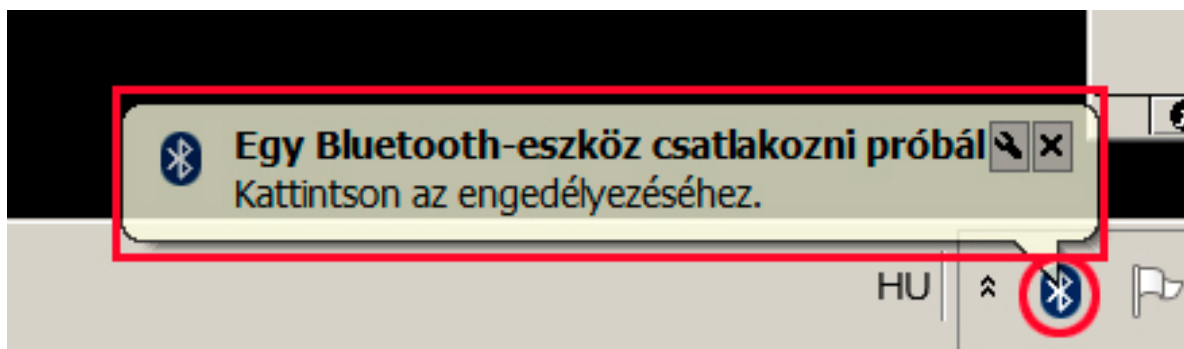 Egy Bluetooth-eszköz csatlakozni próbál
Kattintson az engedélyezéséhez.
HU